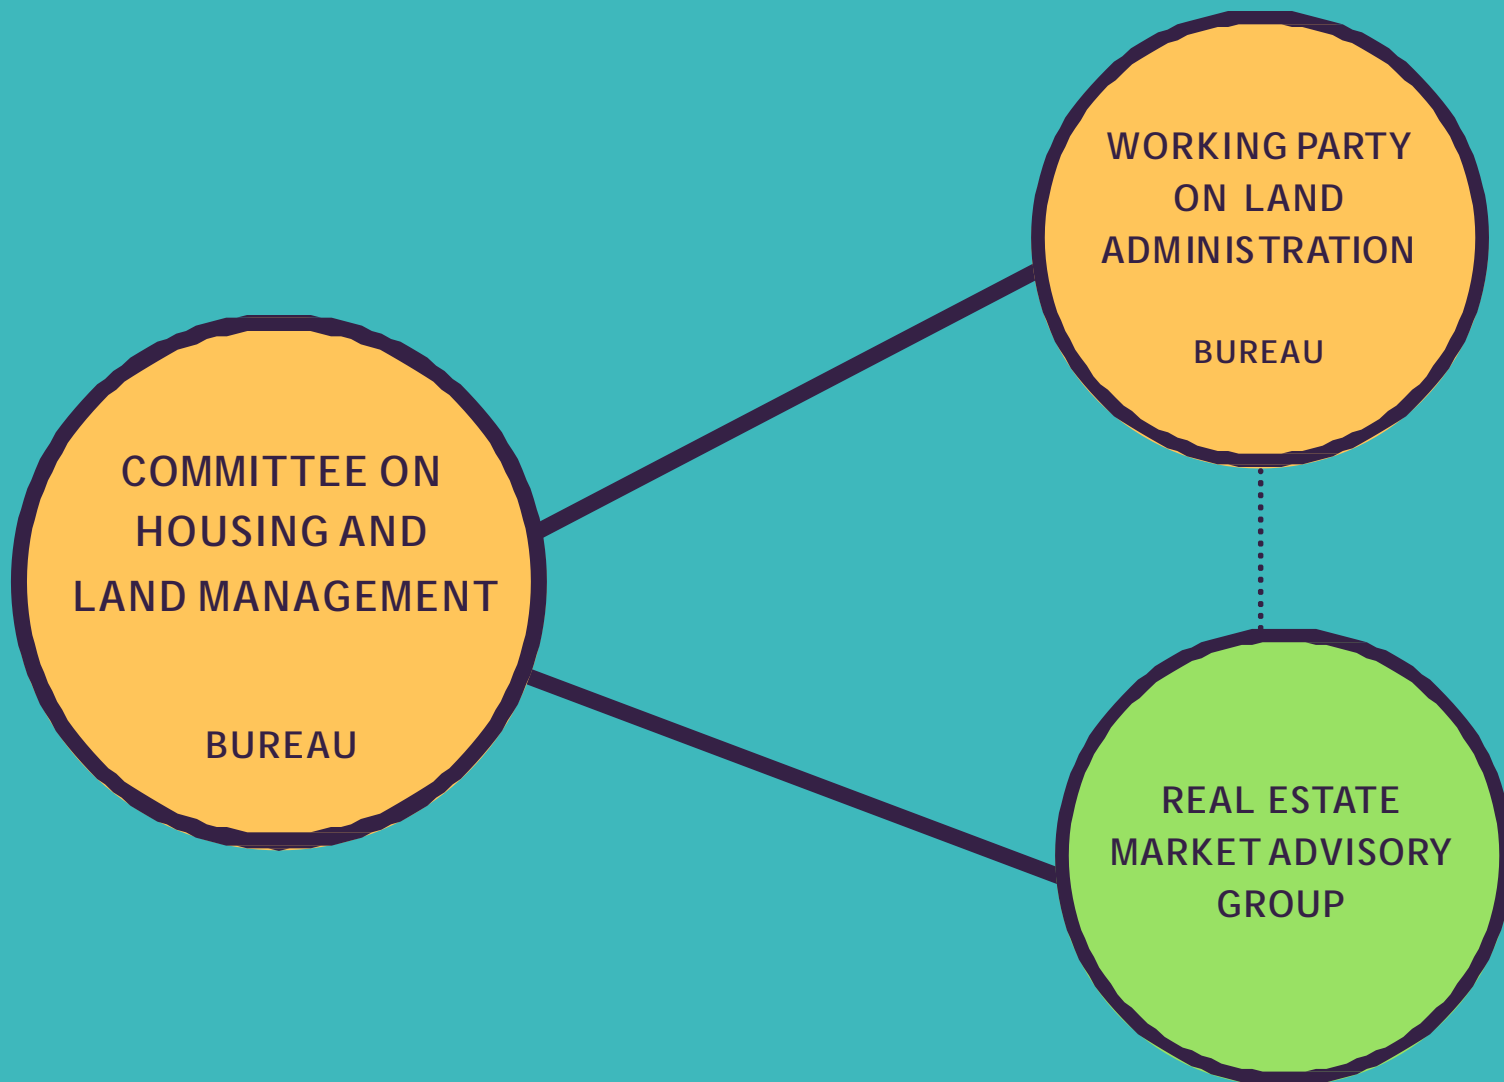 COMMITTEE ON
HOUSING AND
LAND MANAGEMENT
BUREAU
WORKING PARTY
ON LAND
ADMINISTRATION
BUREAU
REAL ESTATE
MARKET ADVISORY
GROUP